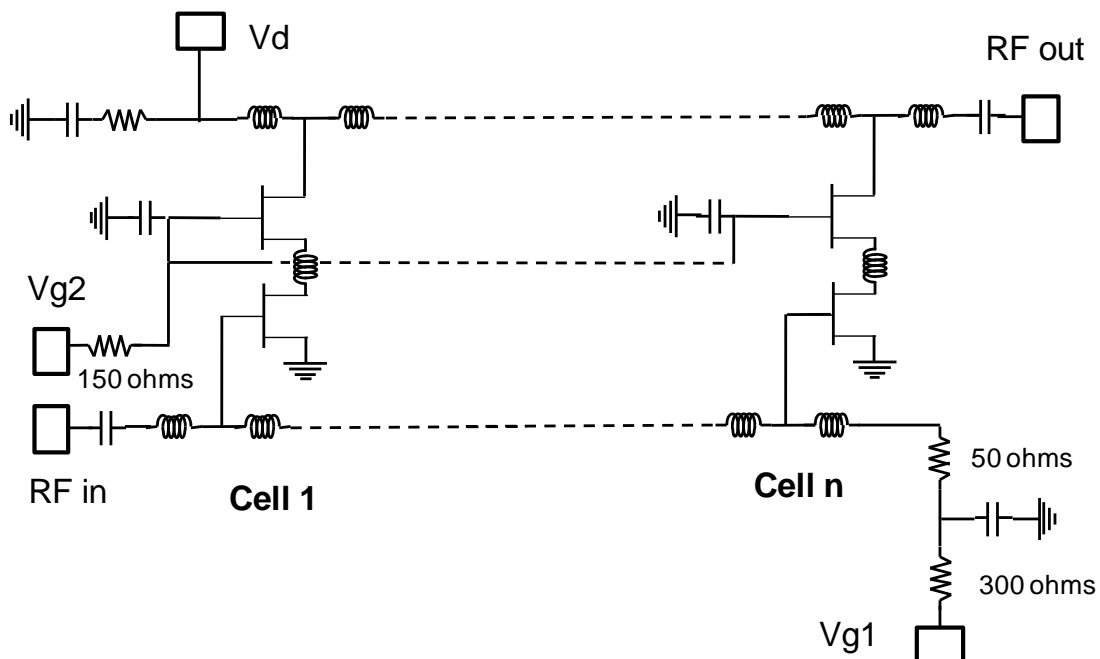 Vd
RF out
Vg2
150 ohms
RF in
Cell 1
Cell n
50 ohms
300 ohms
Vg1